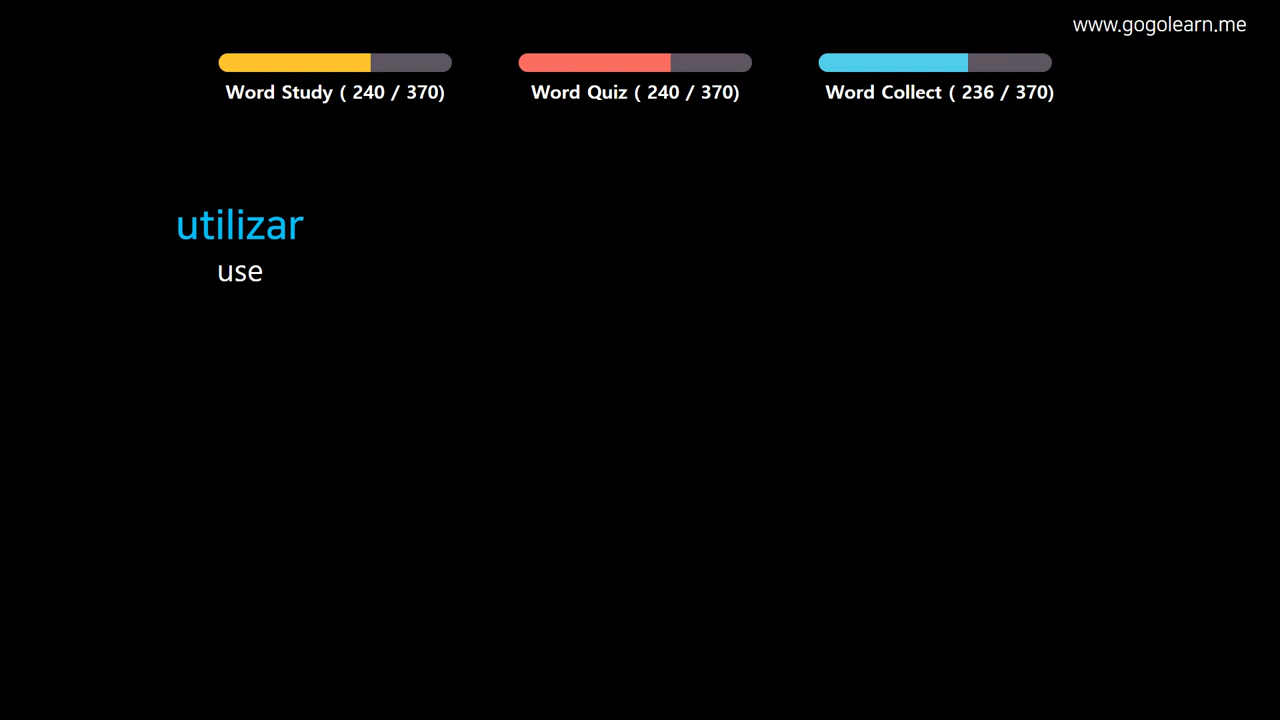 www.gogolearn.me
Word Study ( 240 / 370)
Word Quiz ( 240 / 370)
Word Collect ( 236 / 370)
utilizar
use